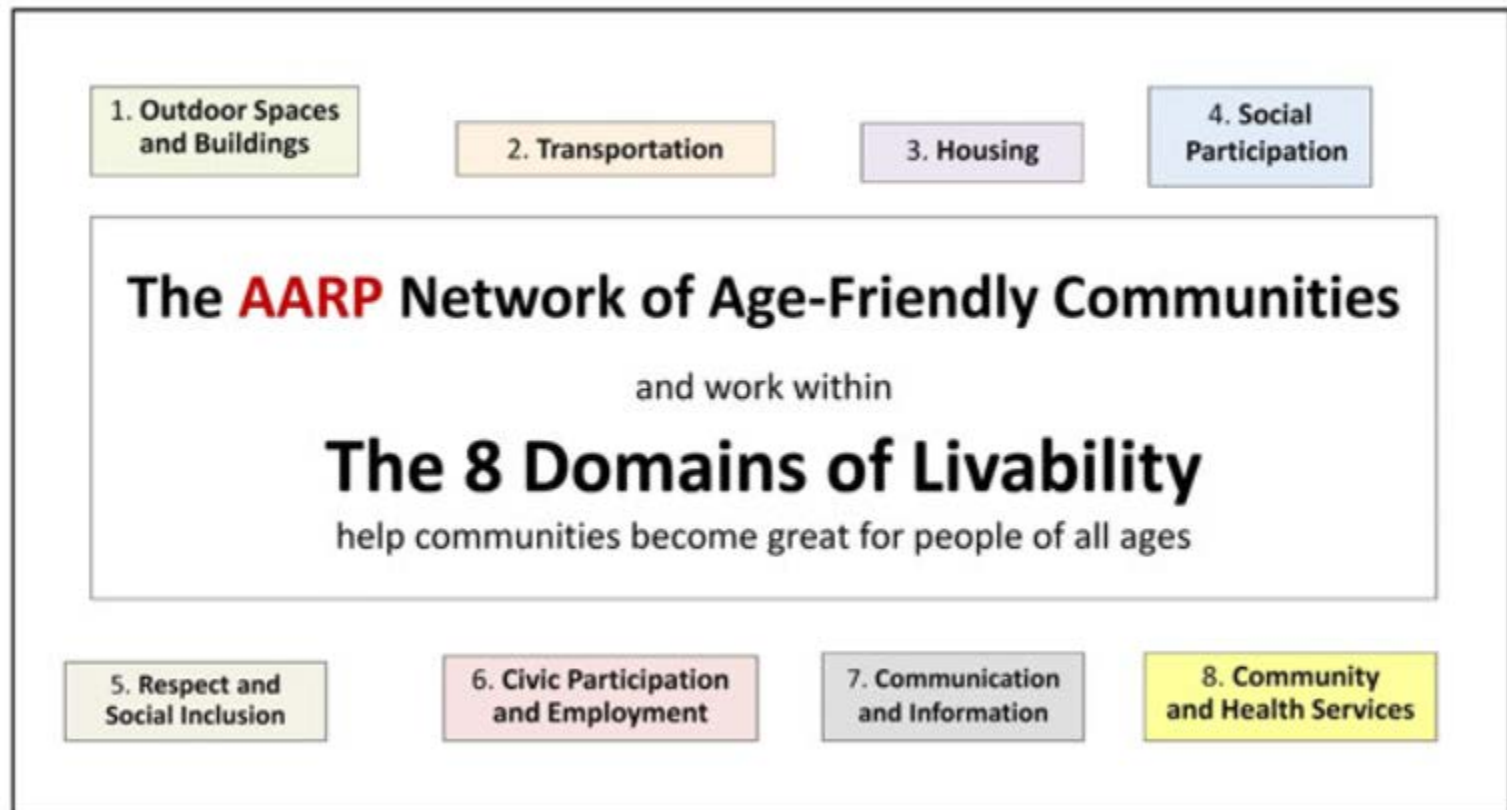 1. Outdoor Spaces
and Buildings
2. Transportation
3. Housing
4. Social
Participation
The AARP Network of Age-Friendly Communities
and work within
The 8 Domains of Livability
help communities become great for people of all ages
5. Respect and
Social Inclusion
6. Civic Participation
and Employment
7. Communication
and Information
8. Community
and Health Services